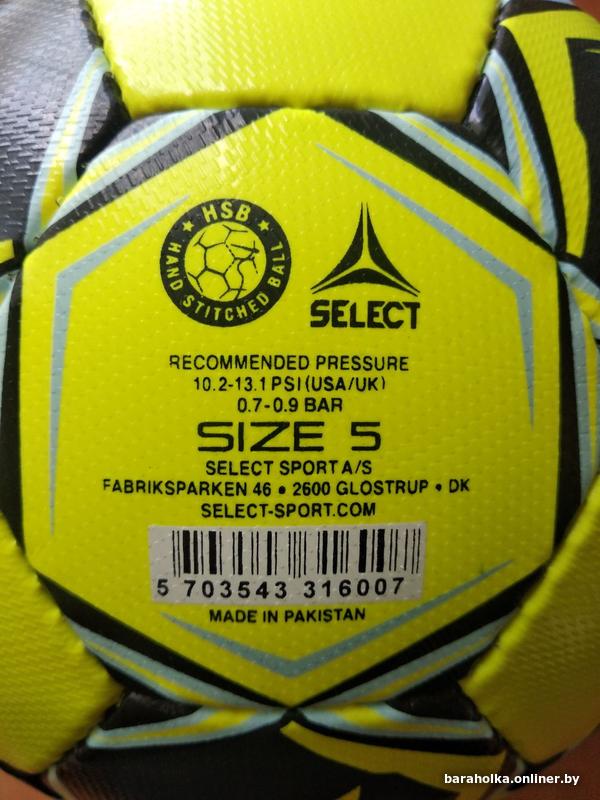 HSB
HAND STITCHED BALL
SELECT
RECOMMENDED PRESSURE
10.2-13.1 PSI (USA/UK)
0.7-0.9 BAR
SIZE 5
SELECT SPORT A/S
FABRIKSPARKEN 46 • 2600 GLOSTRUP • DK
SELECT-SPORT.COM
5 703543 316007
MADE IN PAKISTAN
baraholka.onliner.by